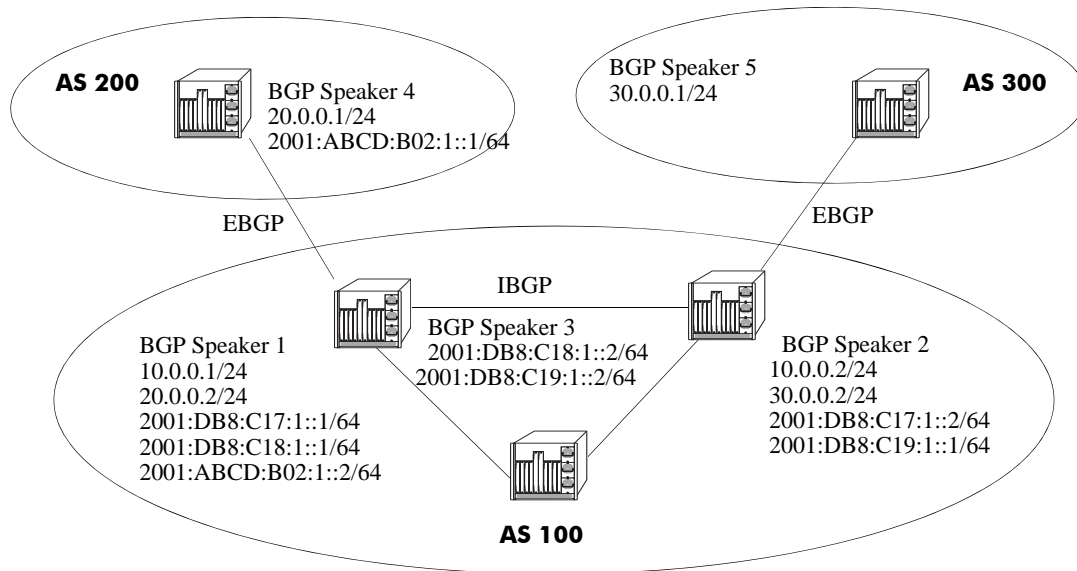 AS 200
BGP Speaker 4
20.0.0.1/24
2001:ABCD:B02:1::1/64
BGP Speaker 5
30.0.0.1/24
AS 300
EBGP
EBGP
IBGP
BGP Speaker 3
2001:DB8:C18:1::2/64
2001:DB8:C19:1::2/64
BGP Speaker 1
10.0.0.1/24
20.0.0.2/24
2001:DB8:C17:1::1/64
2001:DB8:C18:1::1/64
2001:ABCD:B02:1::2/64
BGP Speaker 2
10.0.0.2/24
30.0.0.2/24
2001:DB8:C17:1::2/64
2001:DB8:C19:1::1/64
AS 100